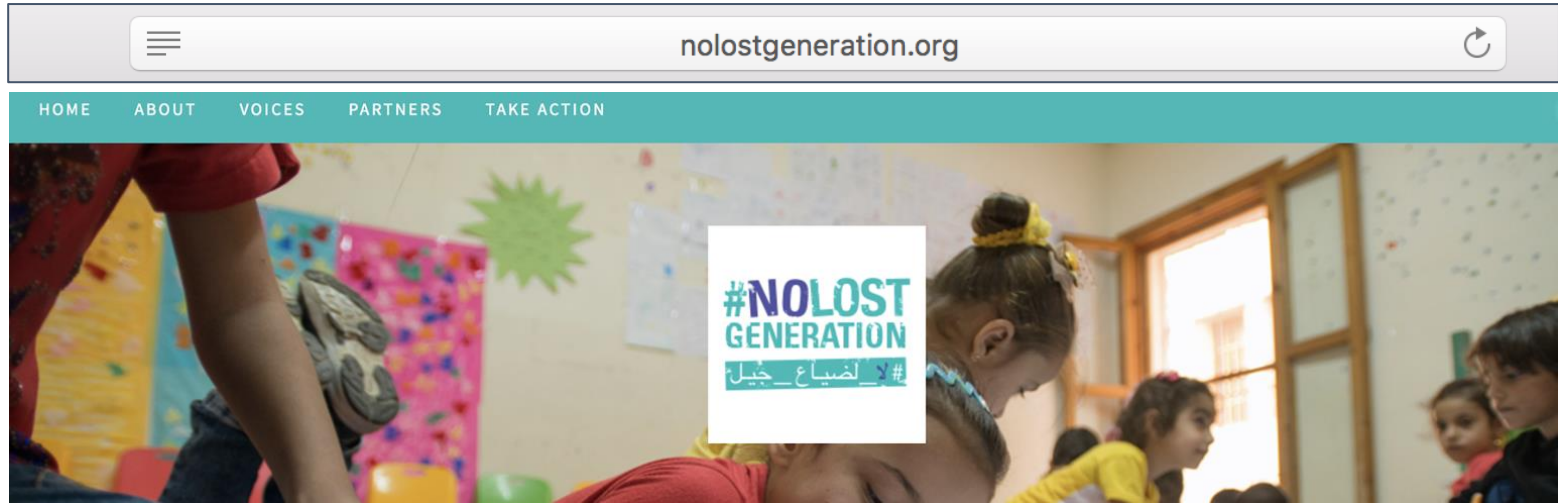 nolostgeneration.org
HOME ABOUT VOICES PARTNERS TAKE ACTION
#NOLOST
GENERATION
#لا_لضياع_جيل